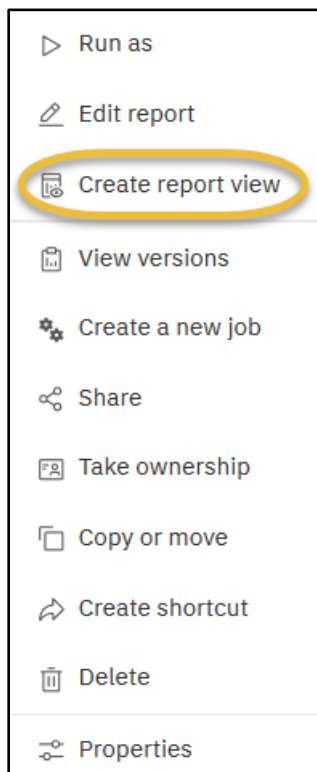 Run as
Edit report
Create report view
View versions
Create a new job
Share
Take ownership
Copy or move
Create shortcut
Delete
Properties